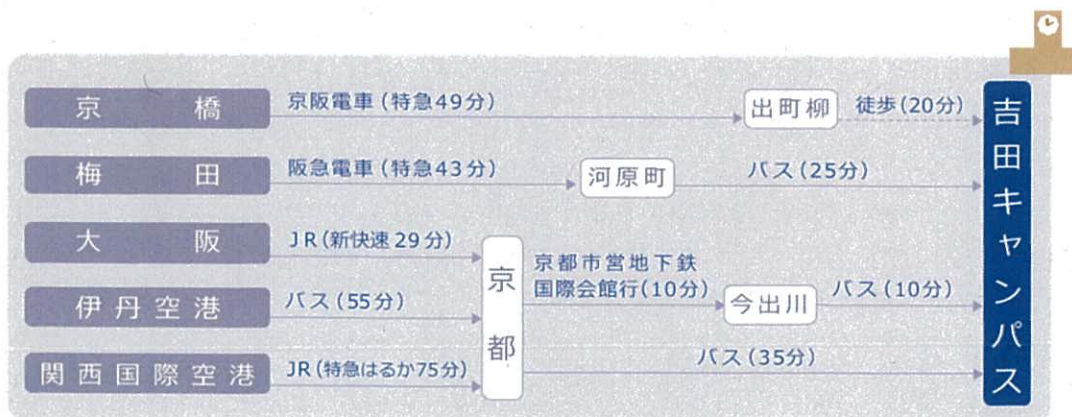 京橋
京阪電車(特急49分)
出町柳
徒歩(20分)
梅田
阪急電車(特急43分)
河原町
バス(25分)
大阪
JR(新快速29分)
伊丹空港
バス(55分)
関西国際空港
JR(特急はるか75分)
京都
京都市営地下鉄
国際会館行(10分)
今出川
バス(10分)
バス(35分)
吉田キャンパス